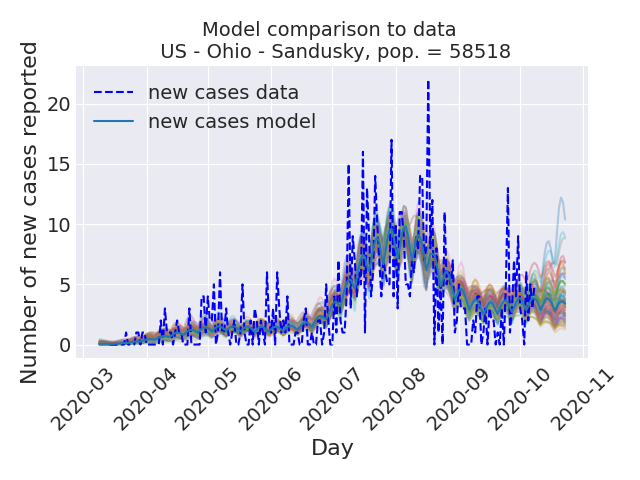 Model comparison to data
US - Ohio - Sandusky, pop. = 58518
new cases data
new cases model
Number of new cases reported
20
15
10
5
0
2020-03
2020-04
2020-05
2020-06
2020-07
2020-08
2020-09
2020-10
2020-11
Day